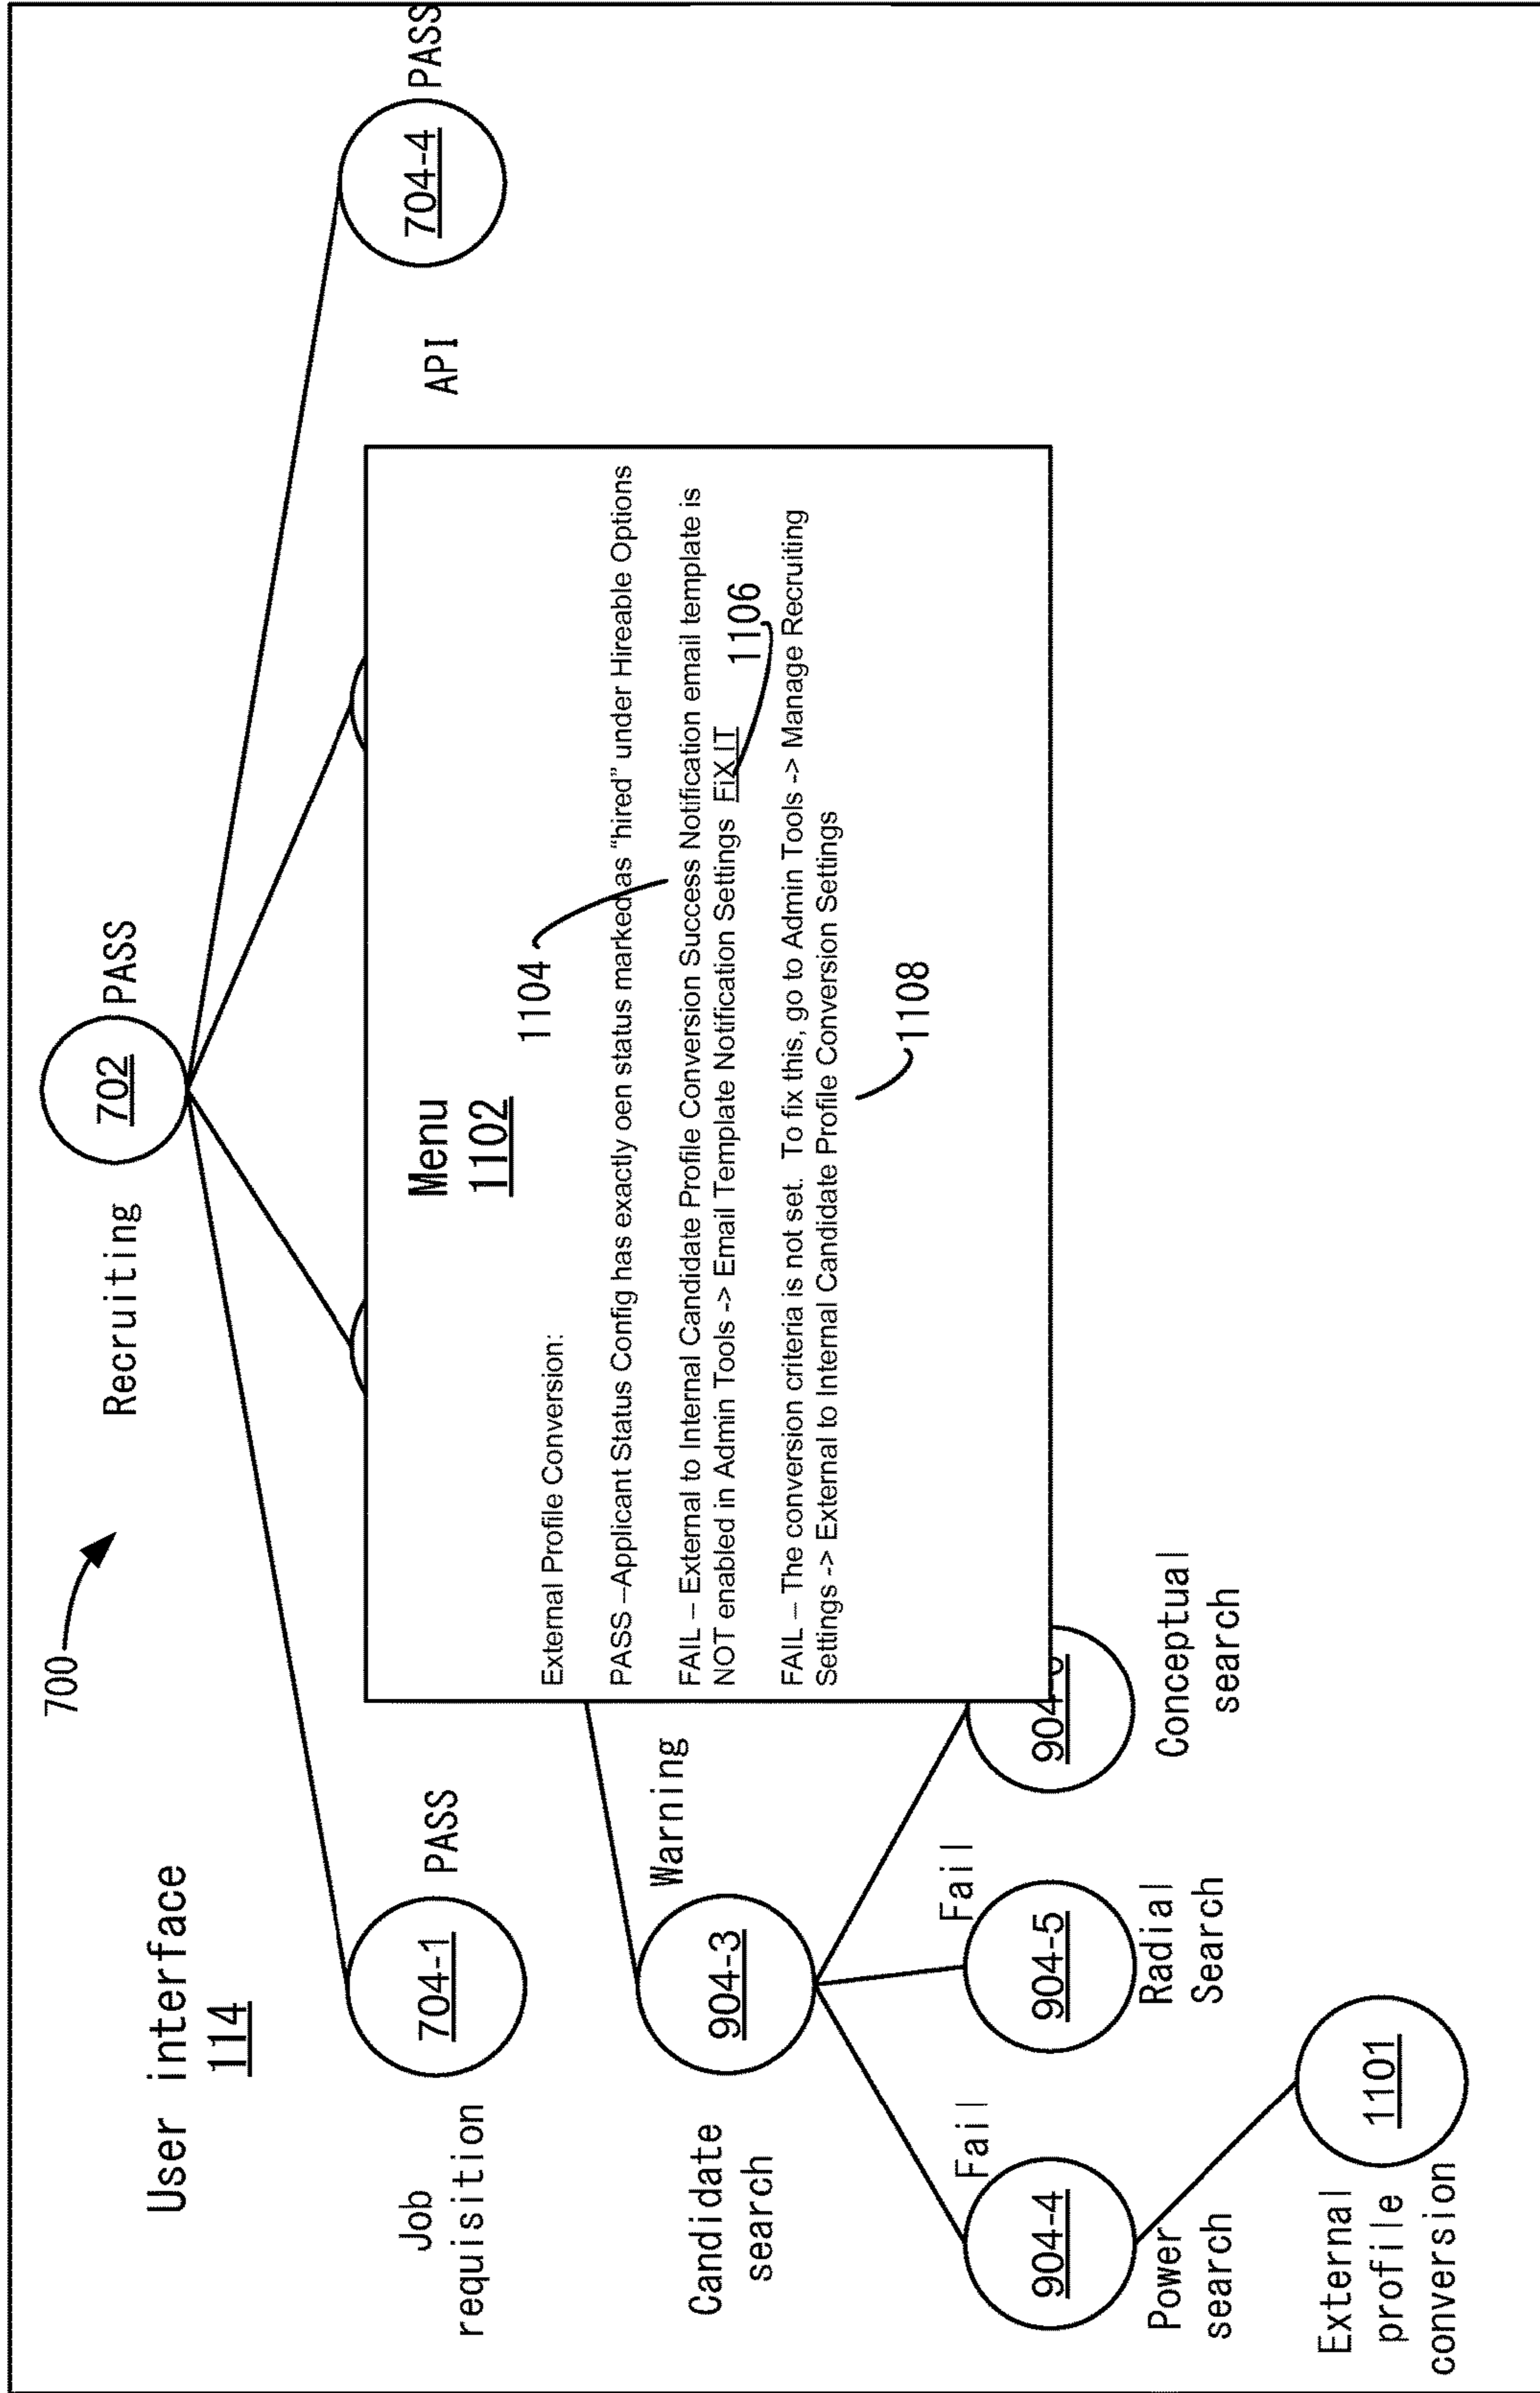 User interface
114
700
Recruiting
702
PASS
Job
requisition
704-1
PASS
API
704-4
PASS
Menu
1102
1104
External Profile Conversion:
PASS –Applicant Status Config has exactly oen status marked as “hired” under Hireable Options
FAIL – External to Internal Candidate Profile Conversion Success Notification email template is
NOT enabled in Admin Tools -> Email Template Notification Settings FiX IT
1106
FAIL – The conversion criteria is not set. To fix this, go to Admin Tools -> Manage Recruiting
Settings -> External to Internal Candidate Profile Conversion Settings
1108
Candidate
search
904-3
Warning
904-4
Fail
Power
search
904-5
Fail
Radial
Search
Conceptual
search
External
profile
conversion
1101